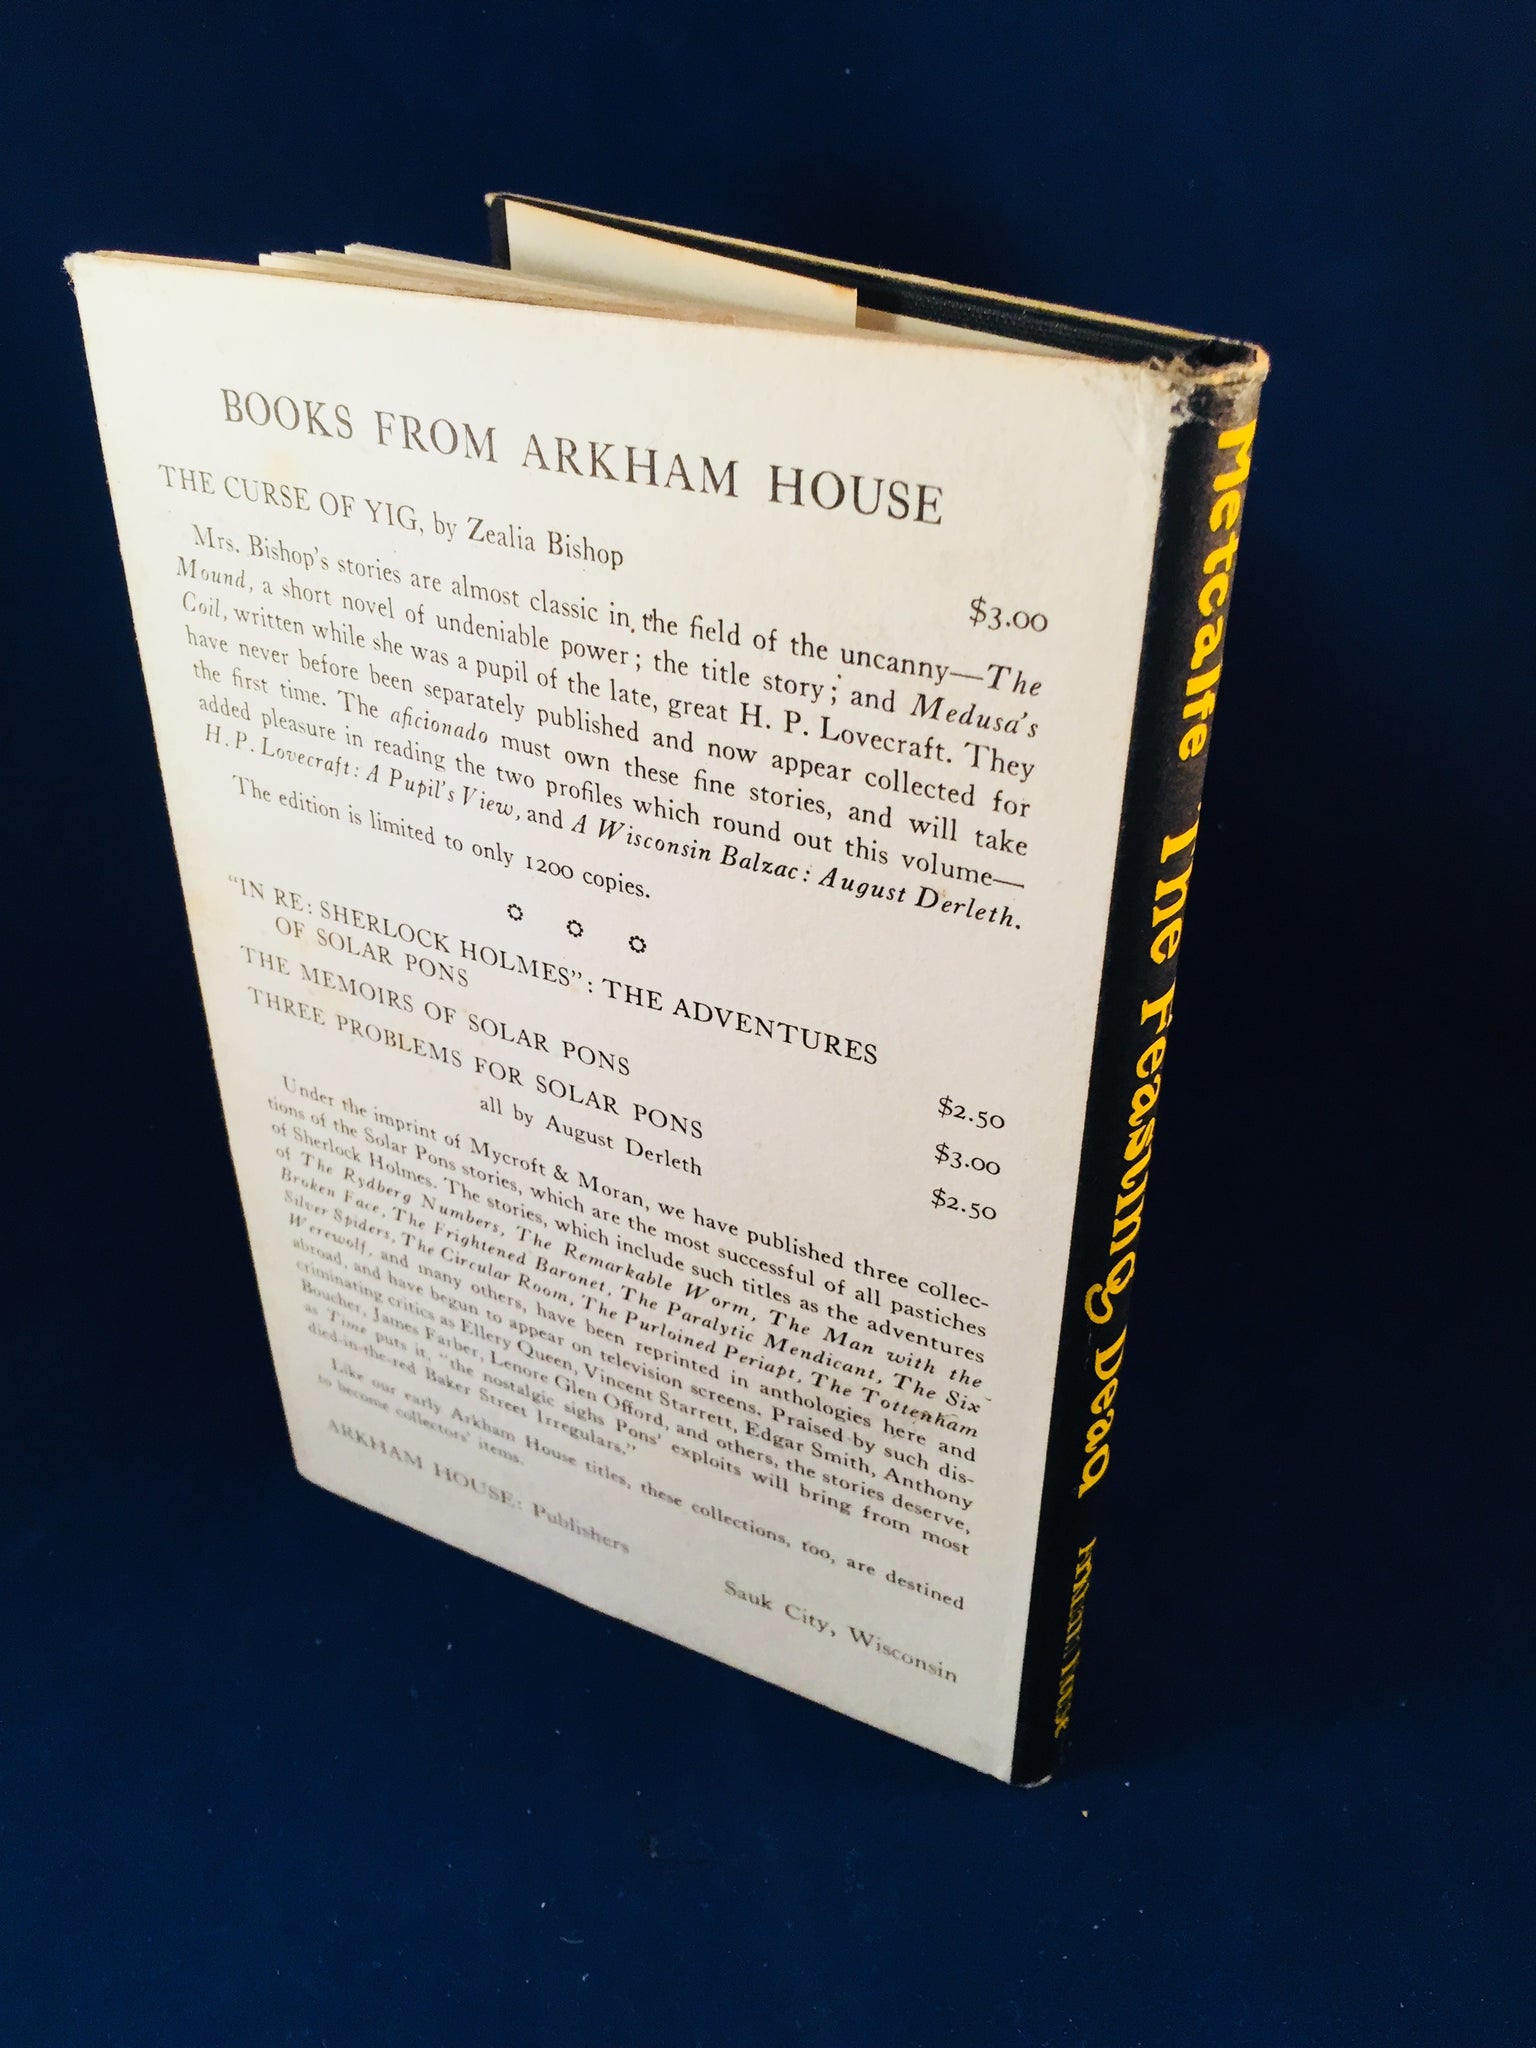 BOOKS FROM ARKHAM HOUSE
THE CURSE OF YIG, by Zealia Bishop $3.00
Mrs. Bishop's stories are almost classic in the field of the uncanny—The
Mound, a short novel of undeniable power; the title story; and Medusa's
Coil, written while she was a pupil of the late, great H. P. Lovecraft. They
have never before been separately published and now appear collected for
the first time. The aficionado must own these fine stories, and will take
added pleasure in reading the two profiles which round out this volume—
H. P. Lovecraft: A Pupil's View, and A Wisconsin Balzac: August Derleth.
The edition is limited to only 1200 copies.
"IN RE: SHERLOCK HOLMES": THE ADVENTURES
OF SOLAR PONS $2.50
THE MEMOIRS OF SOLAR PONS $3.00
THREE PROBLEMS FOR SOLAR PONS $2.50
all by August Derleth
Under the imprint of Mycroft & Moran, we have published three collec-
tions of the Solar Pons stories, which are the most successful of all pastiches
of Sherlock Holmes. The stories, which include such titles as the adventures
of The Rydberg Numbers, The Remarkable Worm, The Man with the
Broken Face, The Frightened Baronet, The Paralytic Mendicant, The Six
Silver Spiders, The Circular Room, The Purloined Periapt, The Tottenham
Werewolf, and many others, have been reprinted in anthologies here and
abroad, and have begun to appear on television screens. Praised by such dis-
criminating critics as Ellery Queen, Vincent Starrett, Edgar Smith, Anthony
Boucher, James Farber, Lenore Glen Offord, and others, the stories deserve,
as Time puts it, "the nostalgic sighs Pons' exploits will bring from most
died-in-the-red Baker Street Irregulars."
Like our early Arkham House titles, these collections, too, are destined
to become collectors' items.
ARKHAM HOUSE: Publishers
Sauk City, Wisconsin
Metcalfe The Feasting Dead